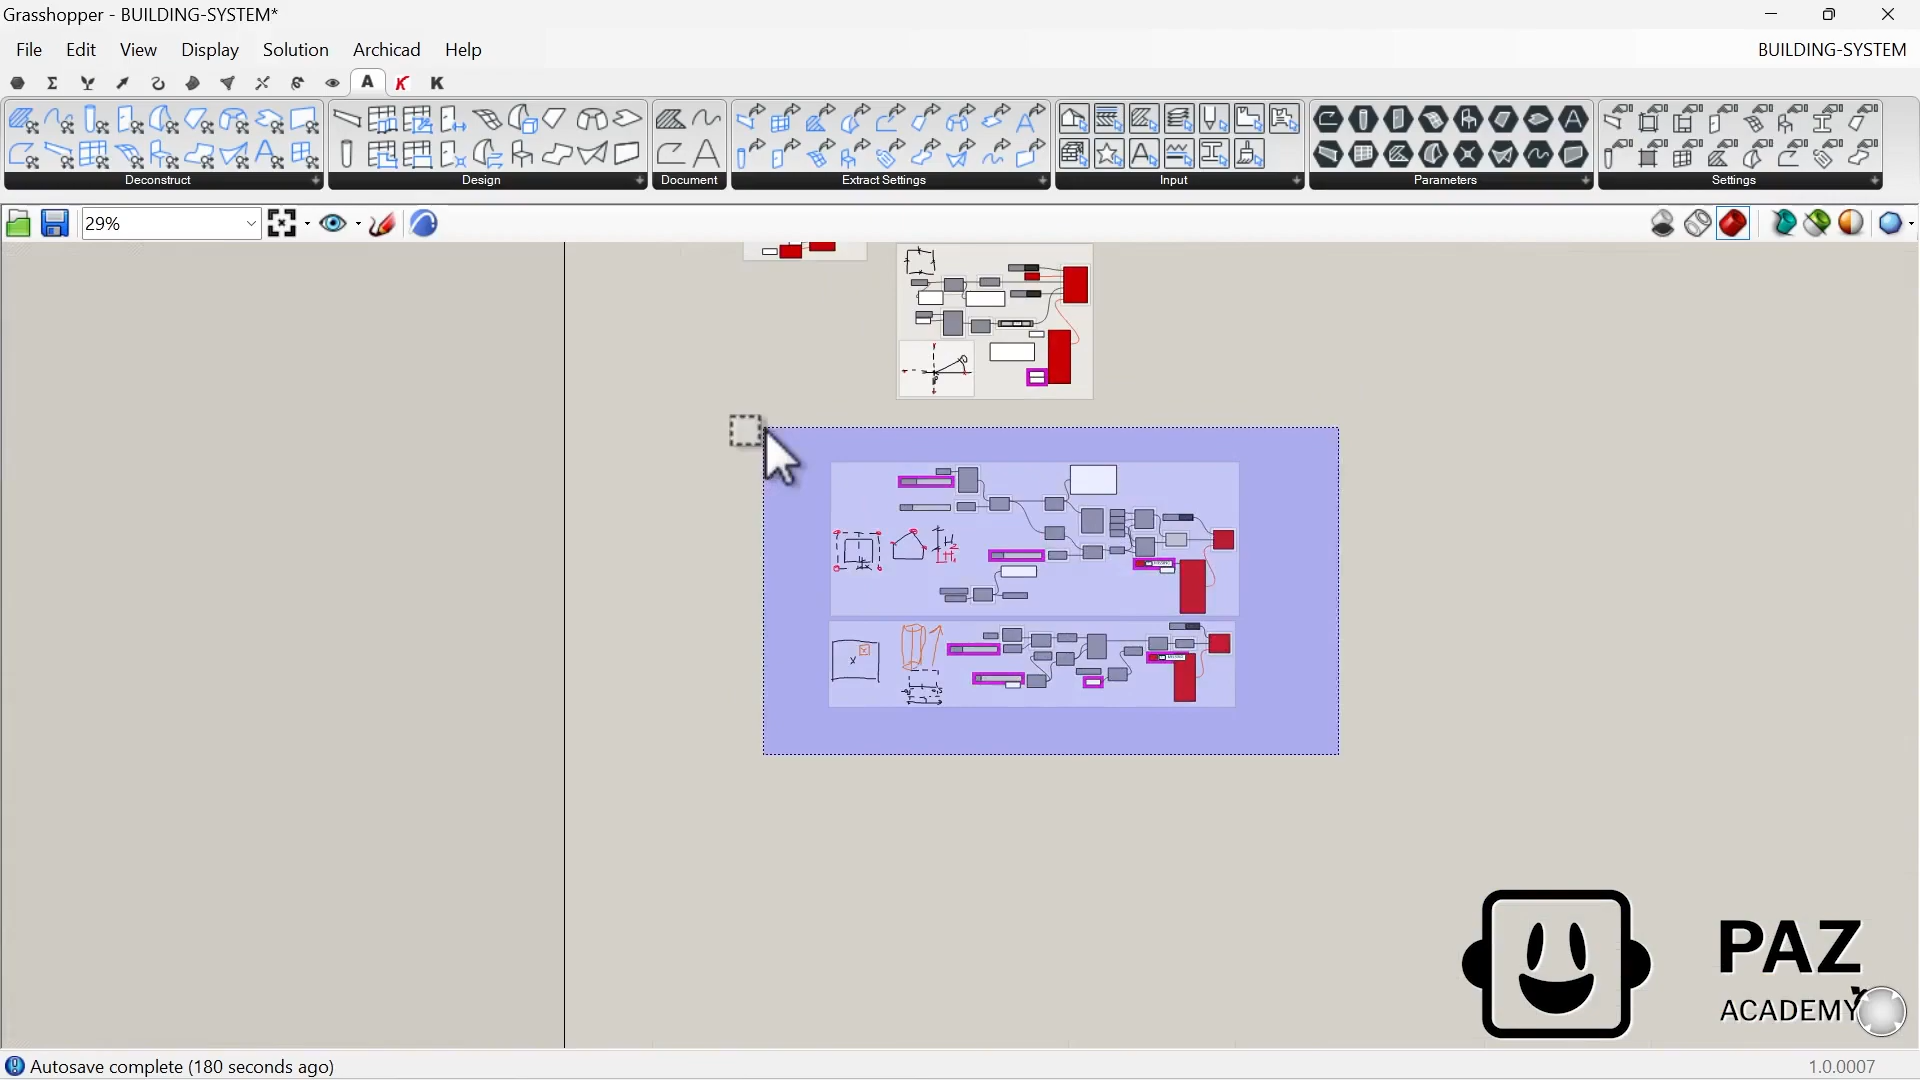 Grasshopper - BUILDING-SYSTEM*
File Edit View Display Solution Archicad Help BUILDING-SYSTEM
A K K
Deconstruct Design Document Extract Settings Input Parameters Settings
29%
PAZ
ACADEMY
Autosave complete (180 seconds ago) 1.0.0007